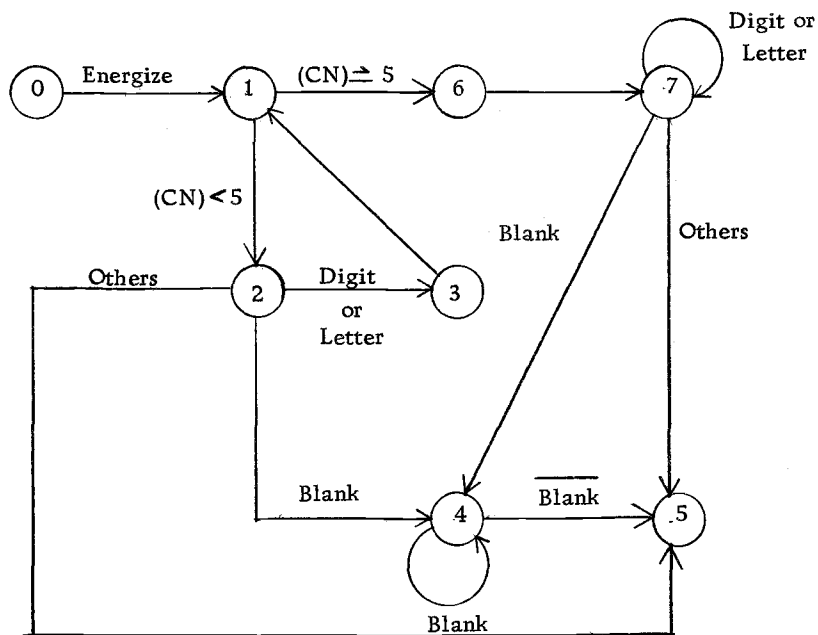 Digit or
Letter
Energize
(CN) ≥ 5
0
1
6
7
(CN) < 5
Blank
Others
Others
Digit
or
Letter
2
3
Blank
B̅l̅a̅n̅k̅
4
5
Blank